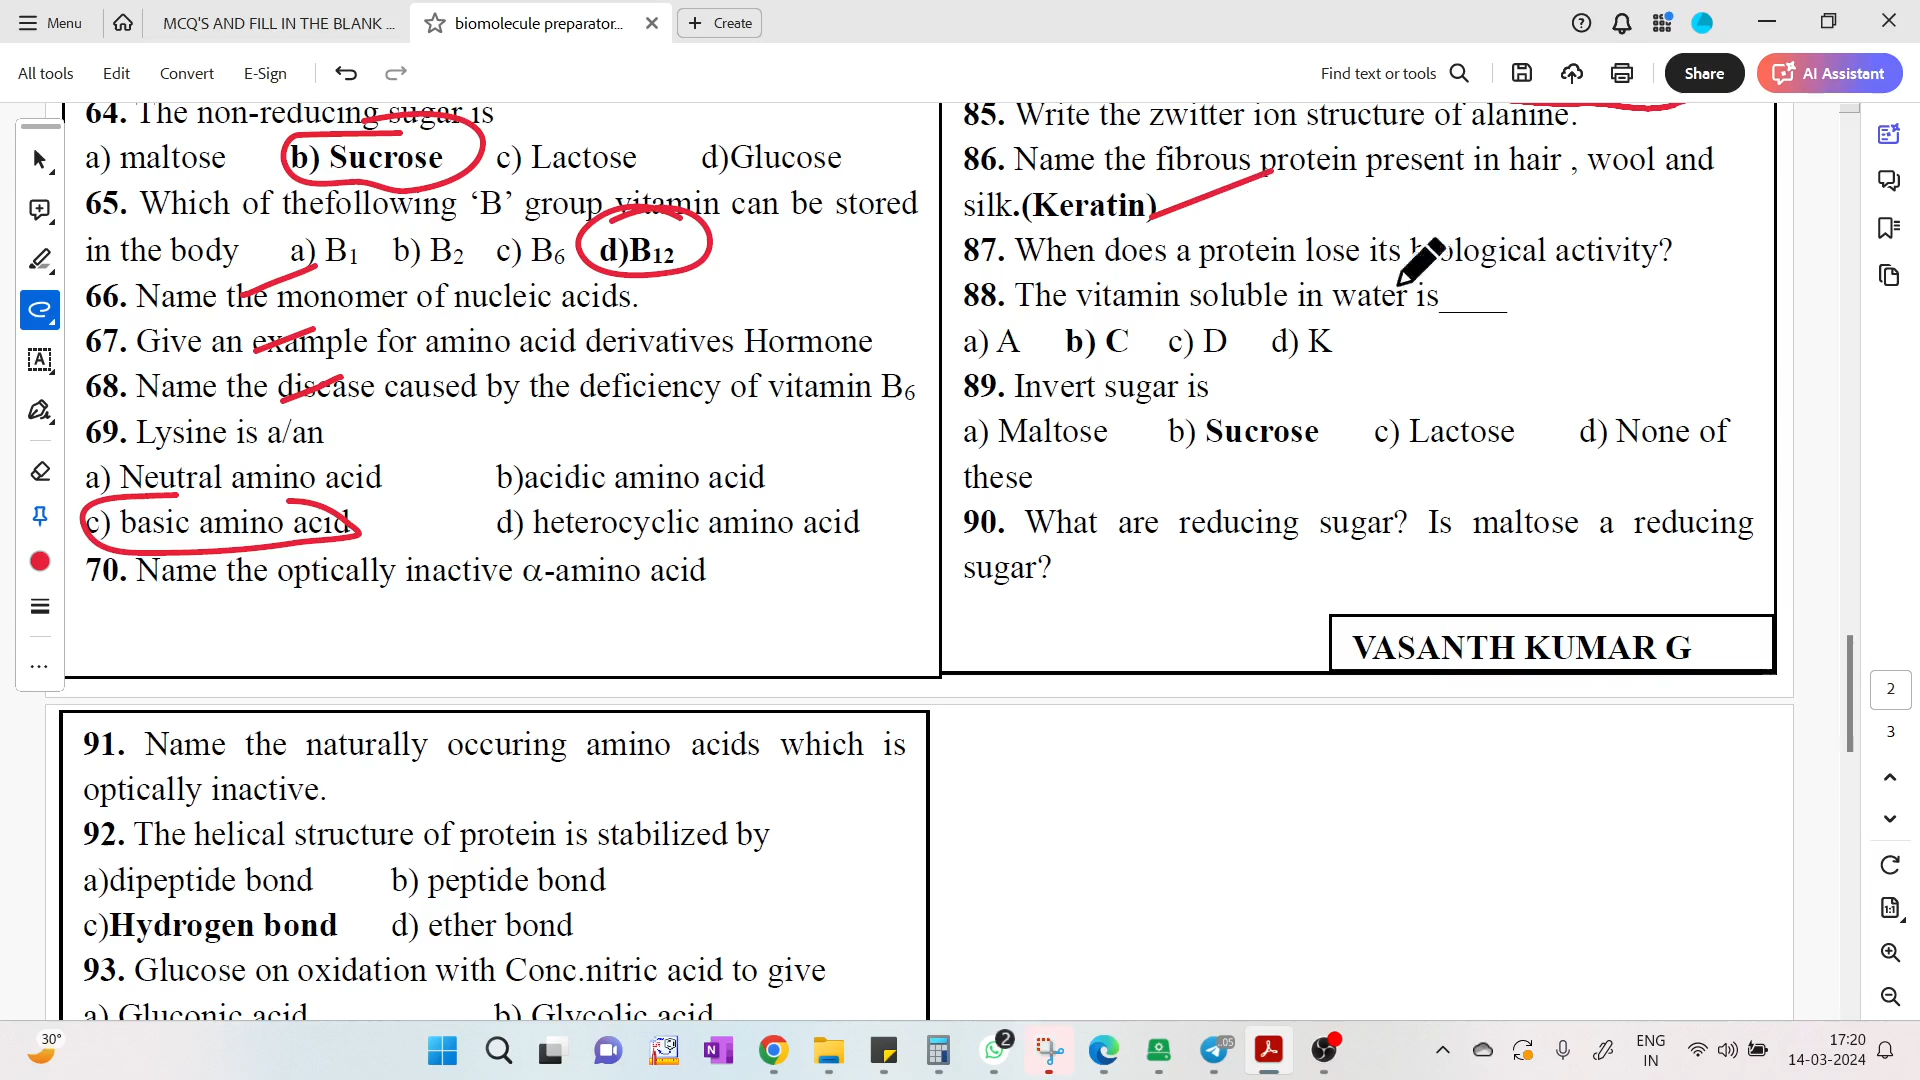 Menu
MCQ'S AND FILL IN THE BLANK ...
biomolecule preparator...
Create
All tools
Edit
Convert
E-Sign
Find text or tools
Share
AI Assistant
64. The non-reducing sugar is
a) maltose b) Sucrose c) Lactose d)Glucose
65. Which of thefollowing ‘B’ group vitamin can be stored
in the body a) B1 b) B2 c) B6 d)B12
66. Name the monomer of nucleic acids.
67. Give an example for amino acid derivatives Hormone
68. Name the disease caused by the deficiency of vitamin B6
69. Lysine is a/an
a) Neutral amino acid b)acidic amino acid
c) basic amino acid d) heterocyclic amino acid
70. Name the optically inactive α-amino acid
85. Write the zwitter ion structure of alanine.
86. Name the fibrous protein present in hair , wool and
silk.(Keratin)
87. When does a protein lose its biological activity?
88. The vitamin soluble in water is____
a) A b) C c) D d) K
89. Invert sugar is
a) Maltose b) Sucrose c) Lactose d) None of
these
90. What are reducing sugar? Is maltose a reducing
sugar?
VASANTH KUMAR G
91. Name the naturally occuring amino acids which is
optically inactive.
92. The helical structure of protein is stabilized by
a)dipeptide bond b) peptide bond
c)Hydrogen bond d) ether bond
93. Glucose on oxidation with Conc.nitric acid to give
a) Gluconic acid b) Glycolic acid
2
3
30°
2
.05
ENG
IN
17:20
14-03-2024